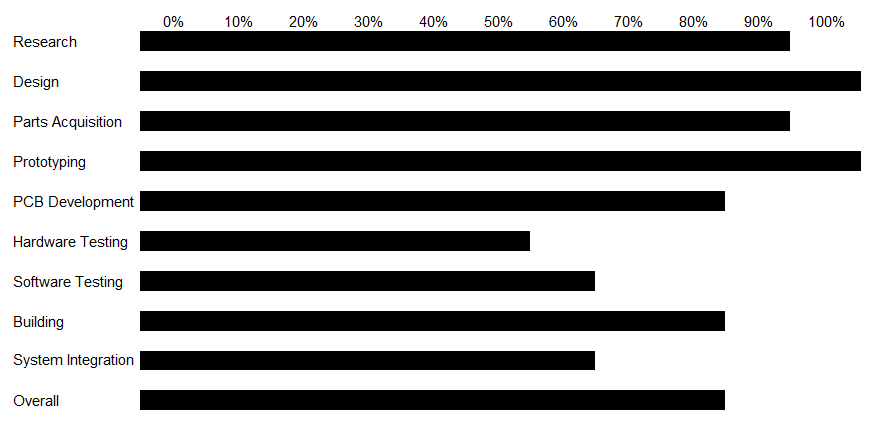 0% 10% 20% 30% 40% 50% 60% 70% 80% 90% 100%
Research
Design
Parts Acquisition
Prototyping
PCB Development
Hardware Testing
Software Testing
Building
System Integration
Overall